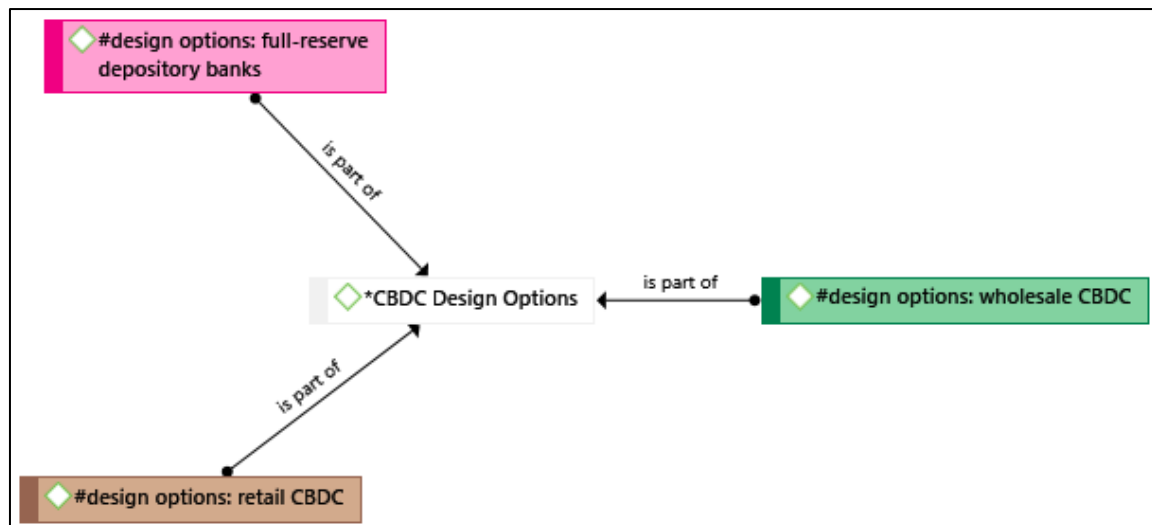 #design options: full-reserve
depository banks
is part of
*CBDC Design Options
is part of
#design options: wholesale CBDC
is part of
#design options: retail CBDC